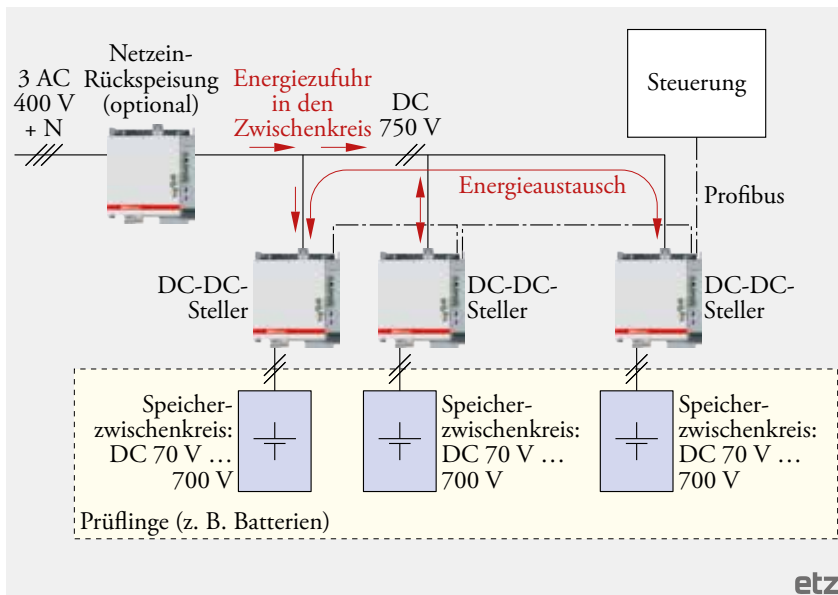 3 AC
400 V
+ N
Netzein-
Rückspeisung
(optional)
Energiezufuhr
in den
Zwischenkreis
DC
750 V
Steuerung
Energieaustausch
Profibus
DC-DC-
Steller
DC-DC-
Steller
DC-DC-
Steller
Speicher-
zwischenkreis:
DC 70 V …
700 V
Speicher-
zwischenkreis:
DC 70 V …
700 V
Speicher-
zwischenkreis:
DC 70 V …
700 V
Prüflinge (z. B. Batterien)
etz